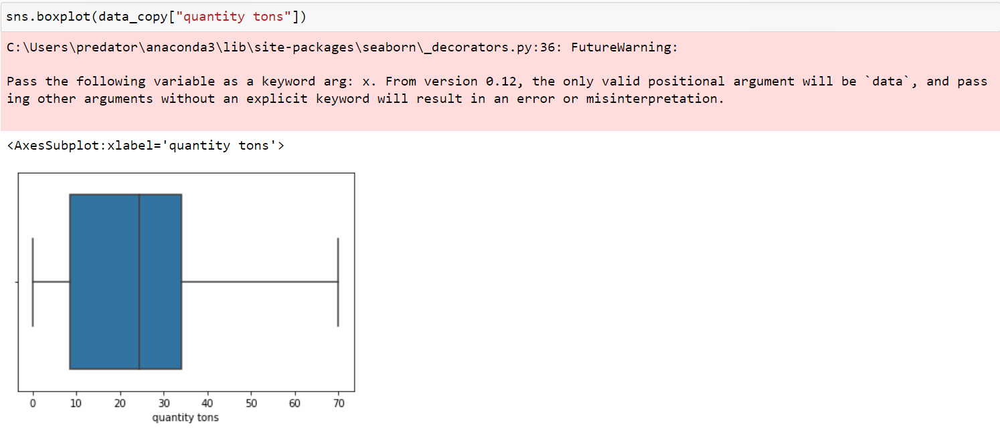 sns.boxplot(data_copy["quantity tons"])
C:\Users\predator\anaconda3\lib\site-packages\seaborn\_decorators.py:36: FutureWarning:
Pass the following variable as a keyword arg: x. From version 0.12, the only valid positional argument will be `data`, and pass
ing other arguments without an explicit keyword will result in an error or misinterpretation.
<AxesSubplot:xlabel='quantity tons'>
0 10 20 30 40 50 60 70
quantity tons